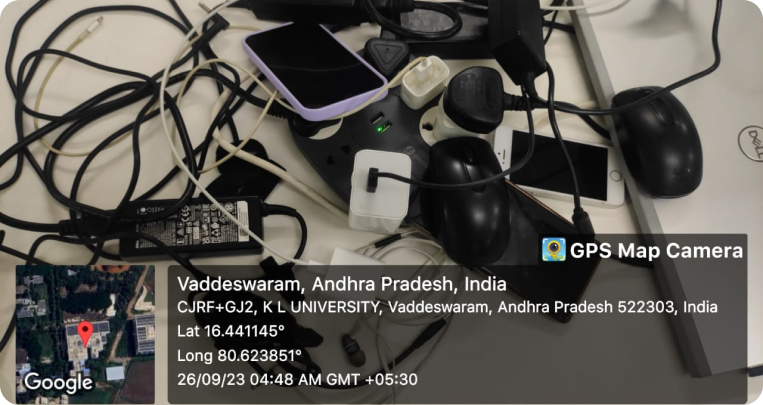 DELL
GPS Map Camera
Vaddeswaram, Andhra Pradesh, India
CJRF+GJ2, K L UNIVERSITY, Vaddeswaram, Andhra Pradesh 522303, India
Lat 16.441145°
Long 80.623851°
26/09/23 04:48 AM GMT +05:30
Google